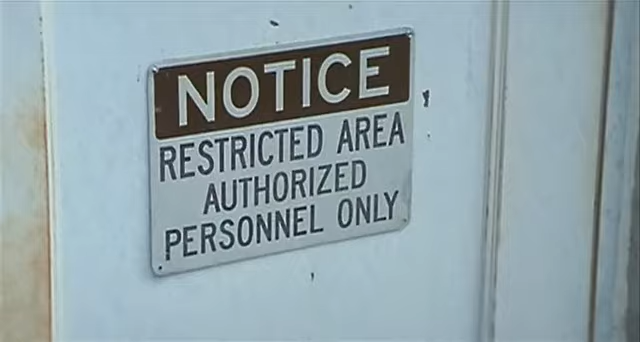 NOTICE
RESTRICTED AREA
AUTHORIZED
PERSONNEL ONLY